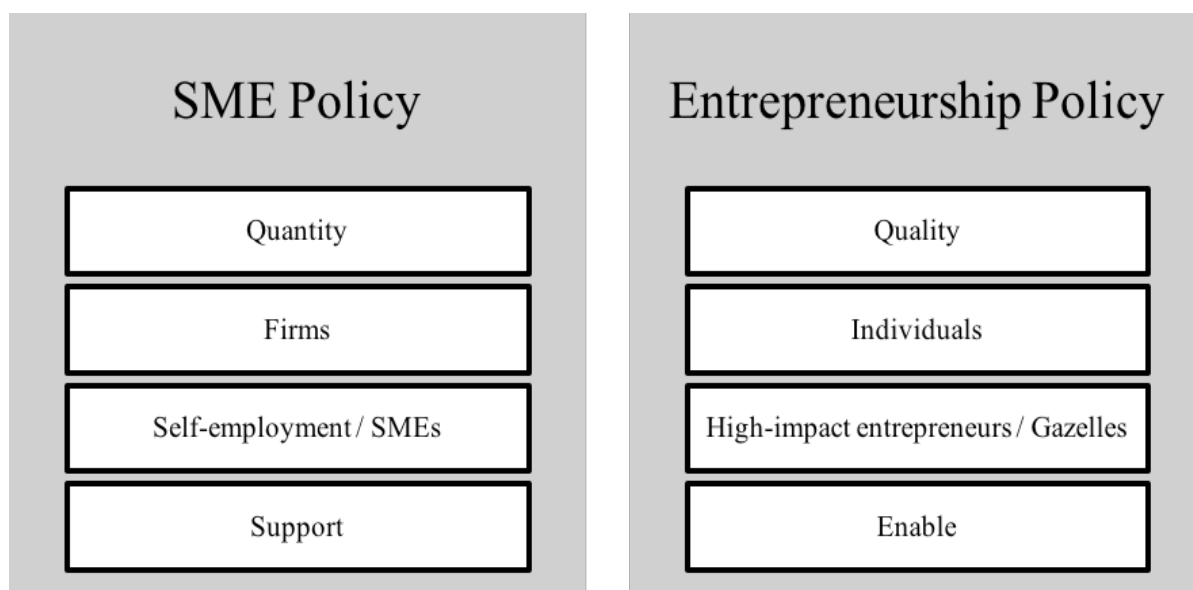 SME Policy
Quantity
Firms
Self-employment / SMEs
Support
Entrepreneurship Policy
Quality
Individuals
High-impact entrepreneurs / Gazelles
Enable